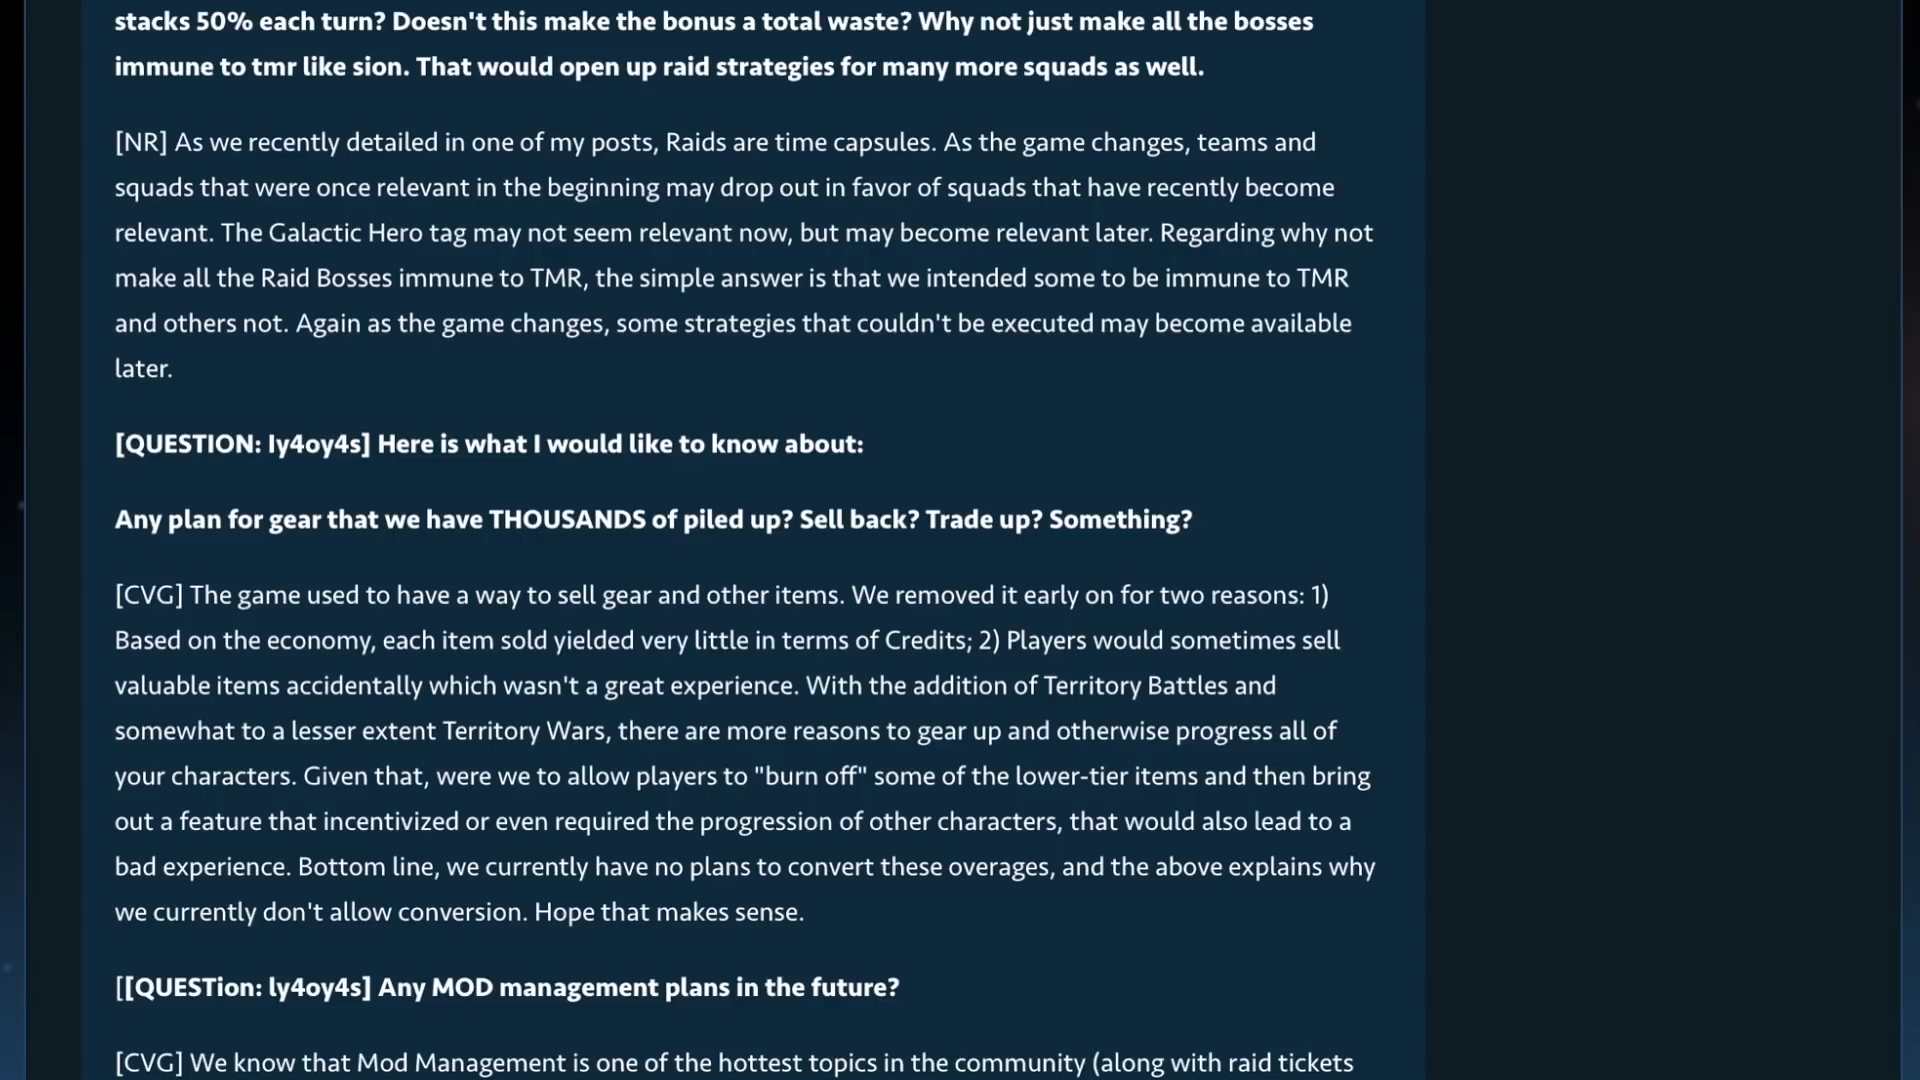 stacks 50% each turn? Doesn't this make the bonus a total waste? Why not just make all the bosses
immune to tmr like sion. That would open up raid strategies for many more squads as well.
[NR] As we recently detailed in one of my posts, Raids are time capsules. As the game changes, teams and
squads that were once relevant in the beginning may drop out in favor of squads that have recently become
relevant. The Galactic Hero tag may not seem relevant now, but may become relevant later. Regarding why not
make all the Raid Bosses immune to TMR, the simple answer is that we intended some to be immune to TMR
and others not. Again as the game changes, some strategies that couldn't be executed may become available
later.
[QUESTION: Iy4oy4s] Here is what I would like to know about:
Any plan for gear that we have THOUSANDS of piled up? Sell back? Trade up? Something?
[CVG] The game used to have a way to sell gear and other items. We removed it early on for two reasons: 1)
Based on the economy, each item sold yielded very little in terms of Credits; 2) Players would sometimes sell
valuable items accidentally which wasn't a great experience. With the addition of Territory Battles and
somewhat to a lesser extent Territory Wars, there are more reasons to gear up and otherwise progress all of
your characters. Given that, were we to allow players to "burn off" some of the lower-tier items and then bring
out a feature that incentivized or even required the progression of other characters, that would also lead to a
bad experience. Bottom line, we currently have no plans to convert these overages, and the above explains why
we currently don't allow conversion. Hope that makes sense.
[[QUESTion: ly4oy4s] Any MOD management plans in the future?
[CVG] We know that Mod Management is one of the hottest topics in the community (along with raid tickets